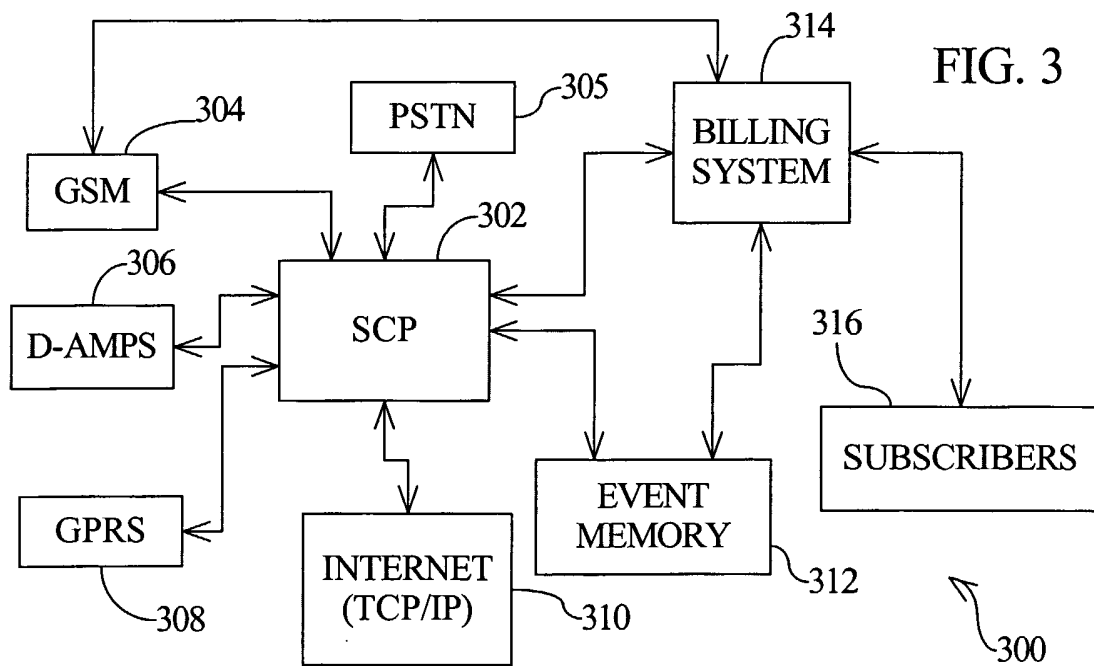 314
FIG. 3
305
304
PSTN
BILLING
SYSTEM
GSM
302
306
SCP
D-AMPS
316
SUBSCRIBERS
EVENT
MEMORY
GPRS
INTERNET
(TCP/IP)
312
310
308
300